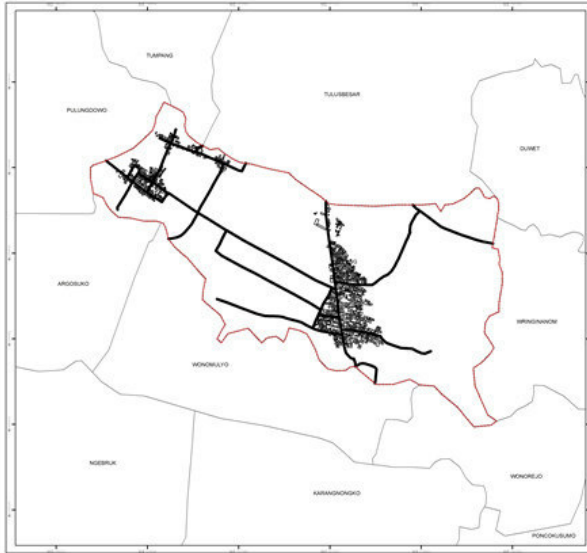 TUMPANG
TULUSBESAR
PULUNGDOWO
DUWET
ARGOSUKO
WRINGINANOM
WONOMULYO
NGEBRUK
WONOREJO
KARANGNONGKO
PONCOKUSUMO